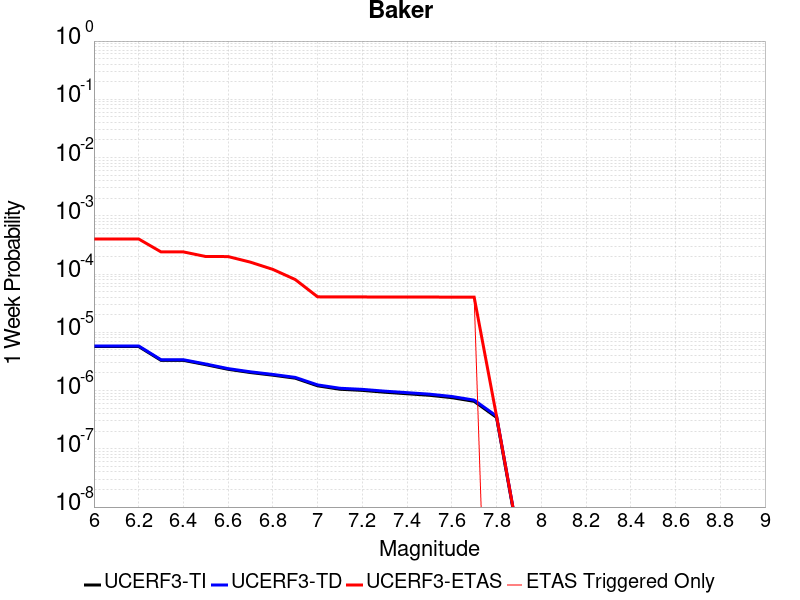 Baker
10^0
10^-1
10^-2
10^-3
10^-4
10^-5
10^-6
10^-7
10^-8
1 Week Probability
6 6.2 6.4 6.6 6.8 7 7.2 7.4 7.6 7.8 8 8.2 8.4 8.6 8.8 9
Magnitude
UCERF3-TI UCERF3-TD UCERF3-ETAS ETAS Triggered Only